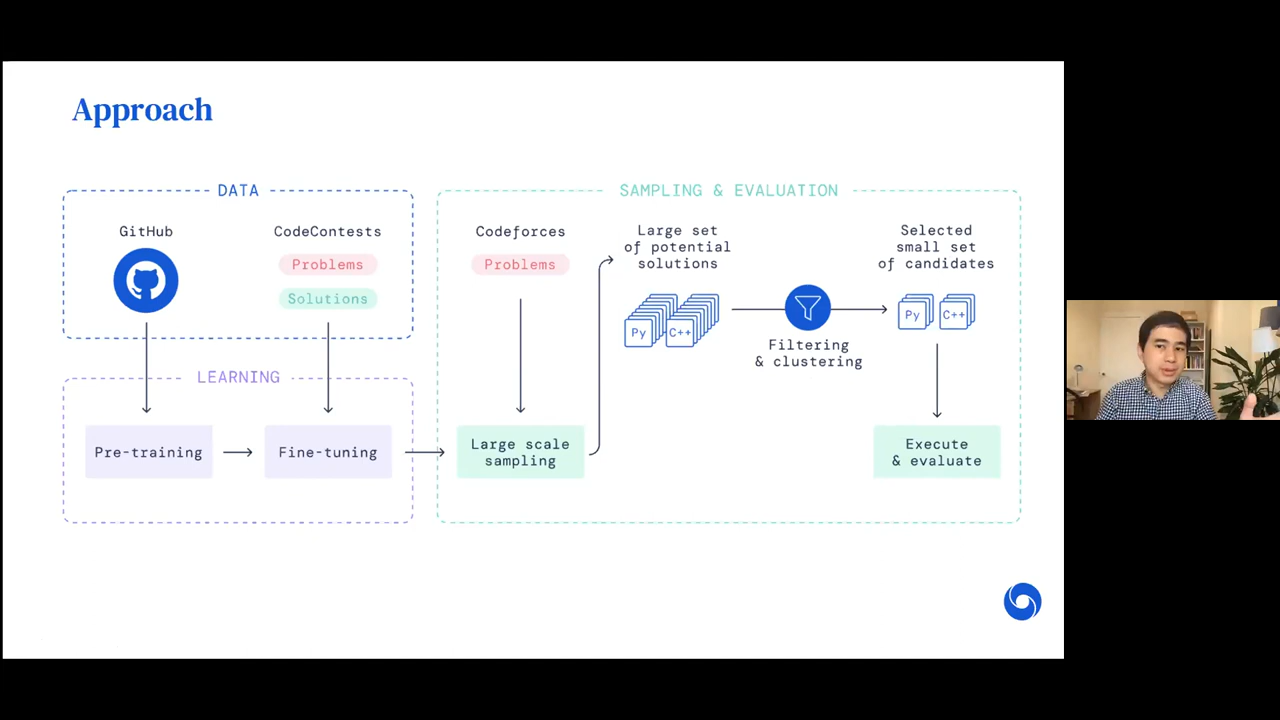 Approach
DATA
GitHub
CodeContests
Problems
Solutions
LEARNING
Pre-training
Fine-tuning
SAMPLING & EVALUATION
Codeforces
Problems
Large scale
sampling
Large set
of potential
solutions
Py
C++
Filtering
& clustering
Selected
small set
of candidates
Py
C++
Execute
& evaluate